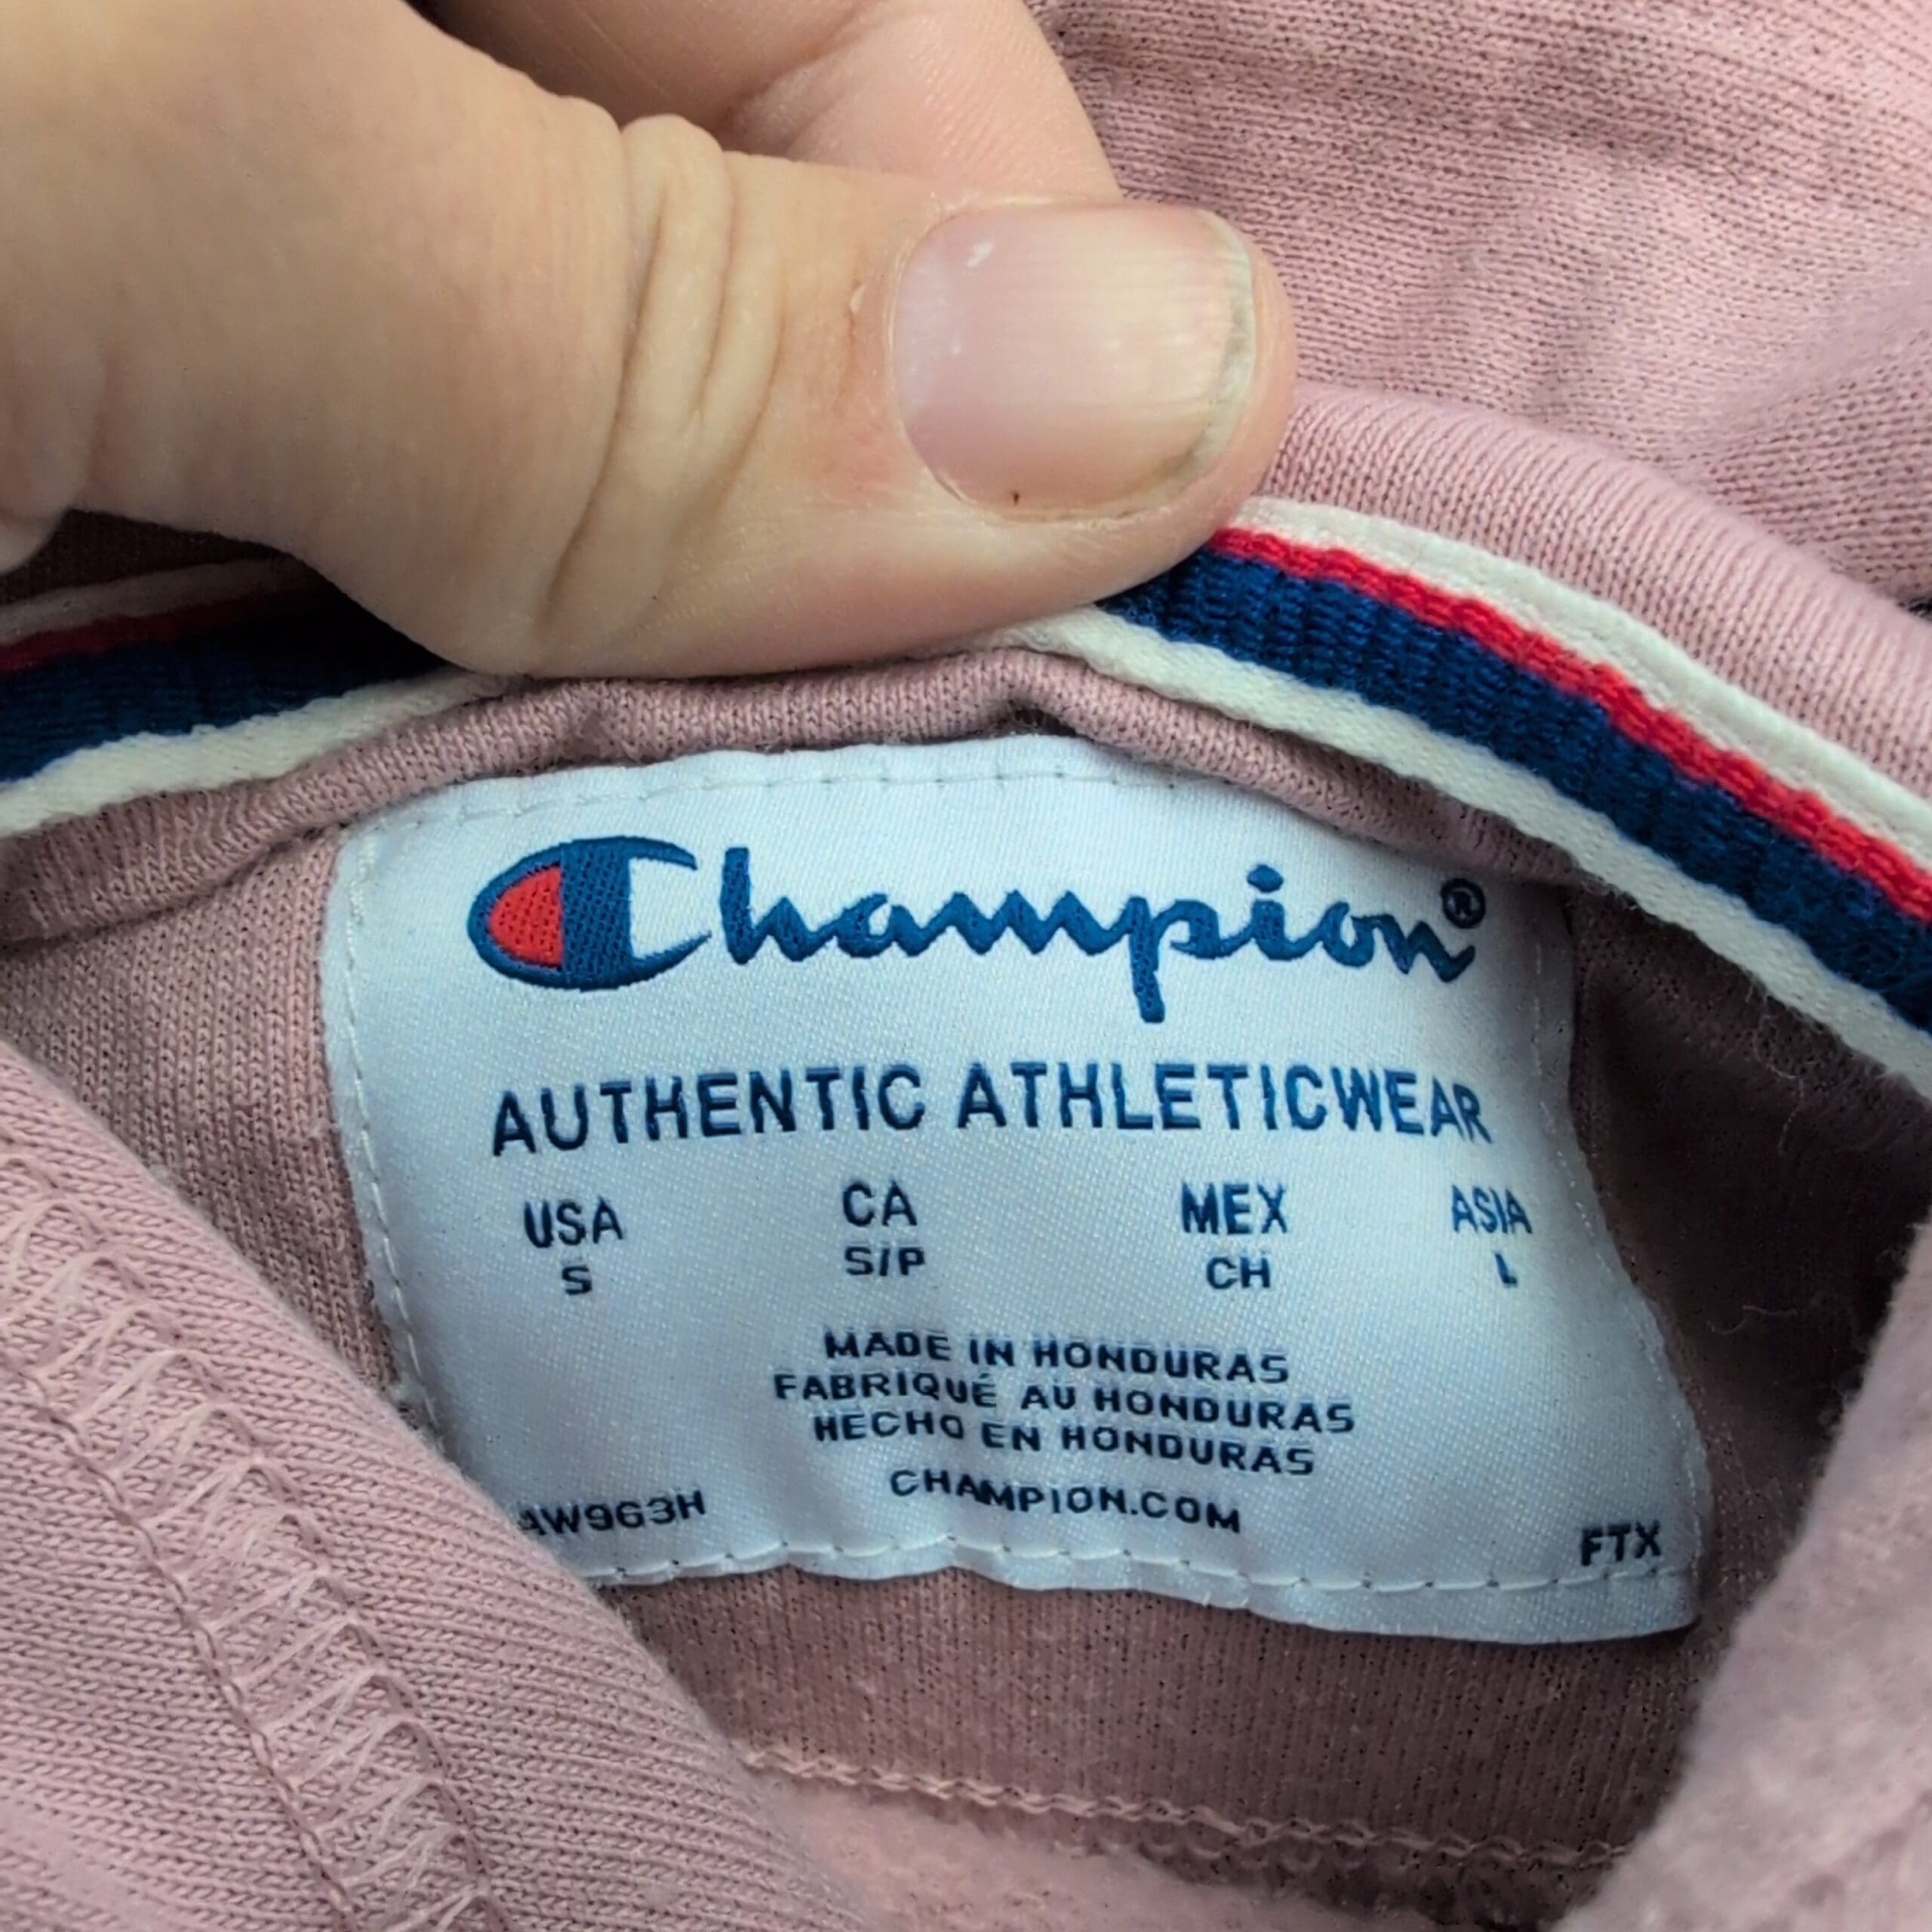 Champion®
AUTHENTIC ATHLETICWEAR
USA CA MEX ASIA
S S/P CH L
MADE IN HONDURAS
FABRIQUÉ AU HONDURAS
HECHO EN HONDURAS
CHAMPION.COM
AW963H FTX